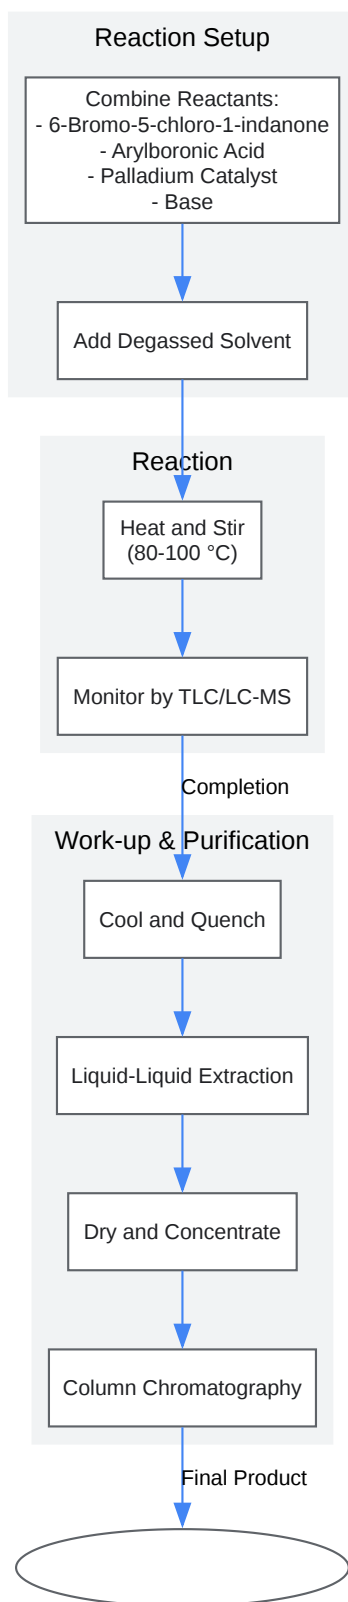 Reaction Setup
Combine Reactants:
- 6-Bromo-5-chloro-1-indanone
- Arylboronic Acid
- Palladium Catalyst
- Base
Add Degassed Solvent
Reaction
Heat and Stir
(80-100 °C)
Monitor by TLC/LC-MS
Completion
Work-up & Purification
Cool and Quench
Liquid-Liquid Extraction
Dry and Concentrate
Column Chromatography
Final Product